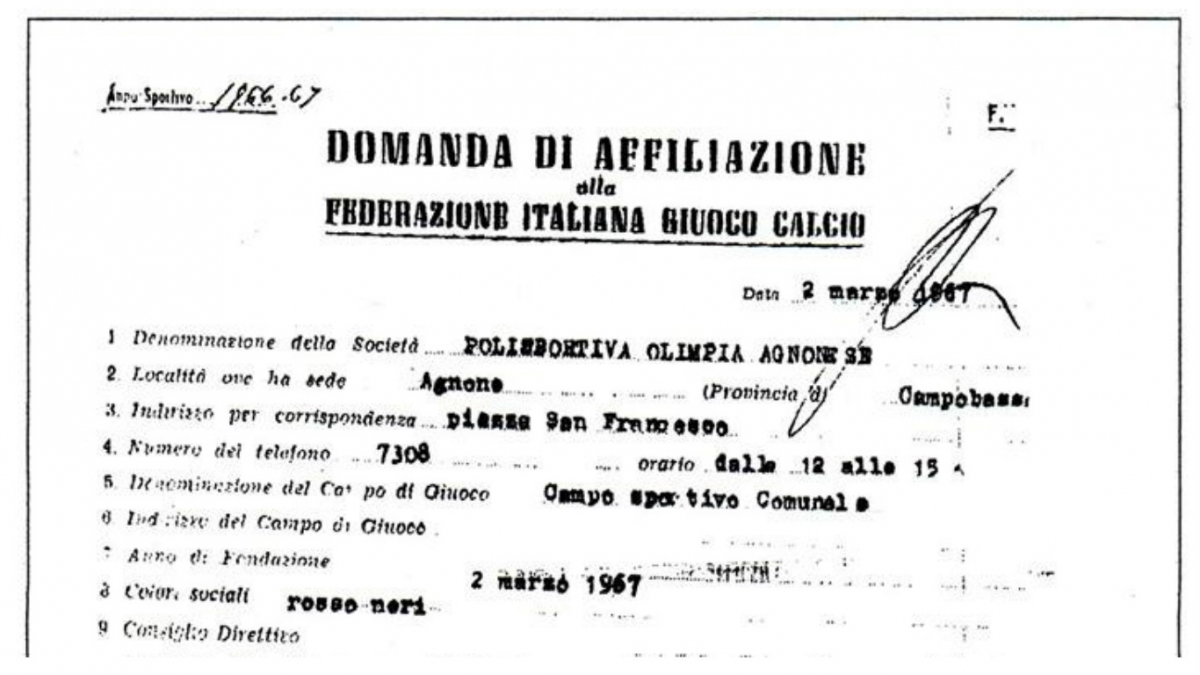 Anno Sportivo 1966-67
F.
DOMANDA DI AFFILIAZIONE
alla
FEDERAZIONE ITALIANA GIUOCO CALCIO
Data 2 marzo 1967
1 Denominazione della Società POLISPORTIVA OLIMPIA AGNONESE
2. Località ove ha sede Agnone (Provincia di Campobass
3. Indirizzo per corrispondenza piazza San Francesco
4. Numero del telefono 7308 orario dalle 12 alle 15
5. Denominazione del Campo di Giuoco Campo sportivo Comunale
6 Indirizzo del Campo di Giuoco
7 Anno di Fondazione 2 marzo 1967
8 Colori sociali rosso-neri
9 Consiglio Direttivo